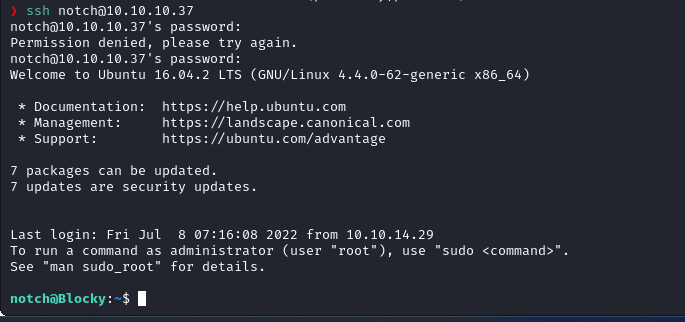 ❯ ssh notch@10.10.10.37
notch@10.10.10.37's password:
Permission denied, please try again.
notch@10.10.10.37's password:
Welcome to Ubuntu 16.04.2 LTS (GNU/Linux 4.4.0-62-generic x86_64)
* Documentation:  https://help.ubuntu.com
* Management:     https://landscape.canonical.com
* Support:        https://ubuntu.com/advantage
7 packages can be updated.
7 updates are security updates.
Last login: Fri Jul  8 07:16:08 2022 from 10.10.14.29
To run a command as administrator (user "root"), use "sudo <command>".
See "man sudo_root" for details.
notch@Blocky:~$